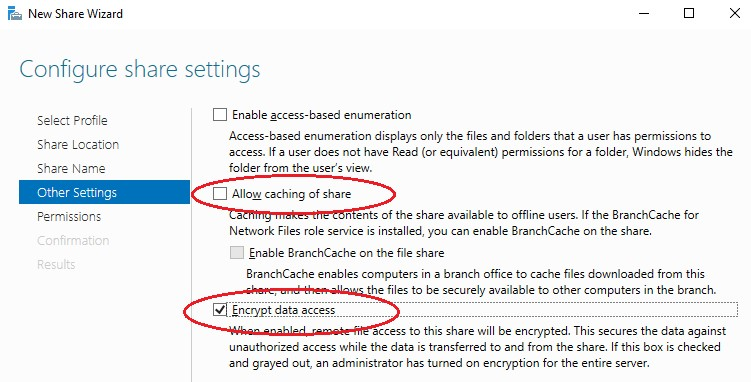 New Share Wizard
Configure share settings
Select Profile
Share Location
Share Name
Other Settings
Permissions
Confirmation
Results
Enable access-based enumeration
Access-based enumeration displays only the files and folders that a user has permissions to
access. If a user does not have Read (or equivalent) permissions for a folder, Windows hides the
folder from the user's view.
Allow caching of share
Caching makes the contents of the share available to offline users. If the BranchCache for
Network Files role service is installed, you can enable BranchCache on the share.
Enable BranchCache on the file share
BranchCache enables computers in a branch office to cache files downloaded from this
share, and then allows the files to be securely available to other computers in the branch.
Encrypt data access
When enabled, remote file access to this share will be encrypted. This secures the data against
unauthorized access while the data is transferred to and from the share. If this box is checked
and grayed out, an administrator has turned on encryption for the entire server.